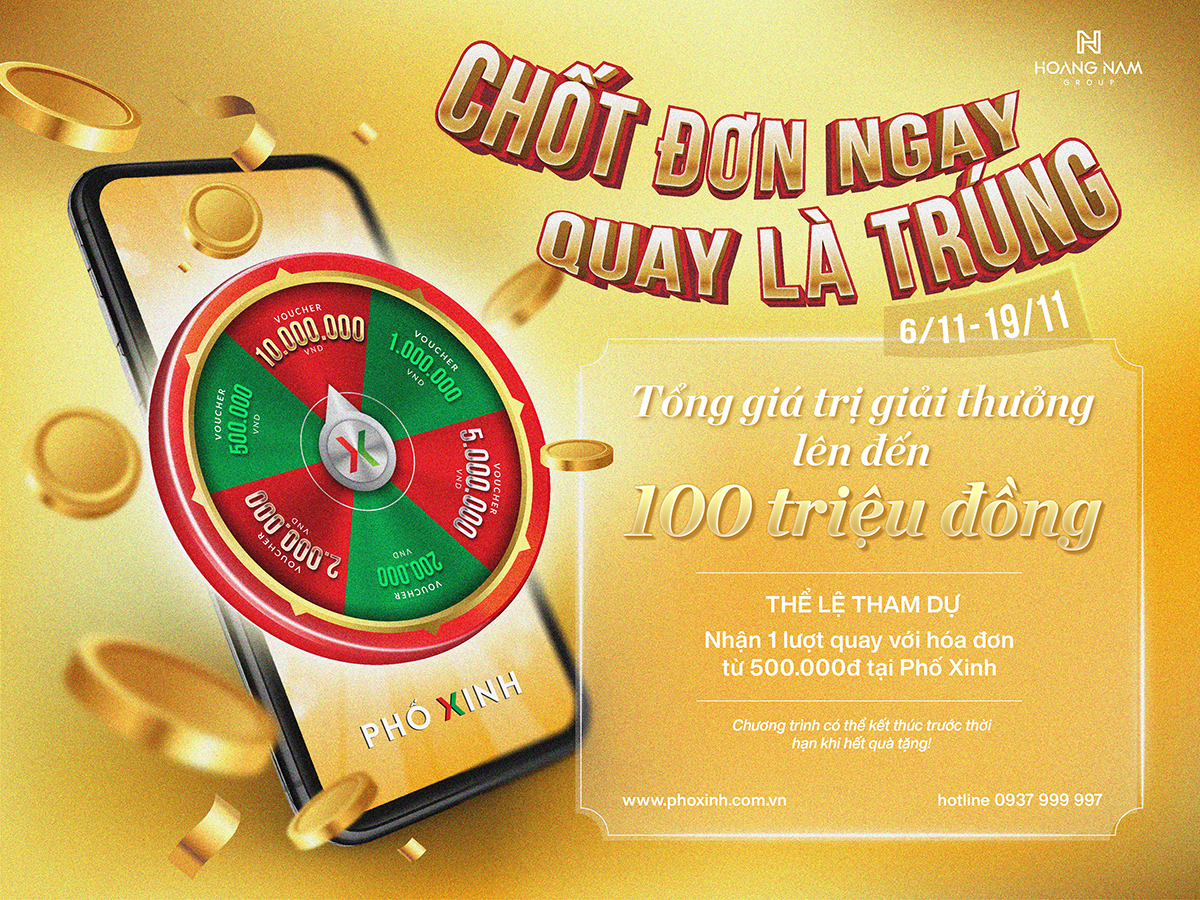 HOANG NAM
GROUP
CHỐT ĐƠN NGAY
QUAY LÀ TRÚNG
6/11-19/11
VOUCHER
10.000.000
VND
VOUCHER
1.000.000
VND
VOUCHER
5.000.000
VND
VOUCHER
200.000
VND
VOUCHER
2.000.000
VND
VOUCHER
500.000
VND
PHỐ XINH
Tổng giá trị giải thưởng
lên đến
100 triệu đồng
THỂ LỆ THAM DỰ
Nhận 1 lượt quay với hóa đơn
từ 500.000đ tại Phố Xinh
Chương trình có thể kết thúc trước thời
hạn khi hết quà tặng!
www.phoxinh.com.vn
hotline 0937 999 997